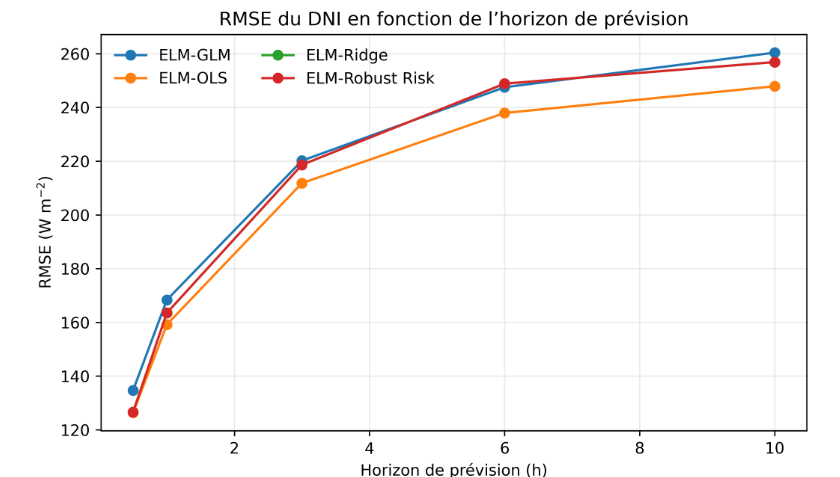 RMSE du DNI en fonction de l’horizon de prévision
ELM-GLM
ELM-OLS
ELM-Ridge
ELM-Robust Risk
260
240
220
200
180
160
140
120
RMSE (W m⁻²)
2
4
6
8
10
Horizon de prévision (h)